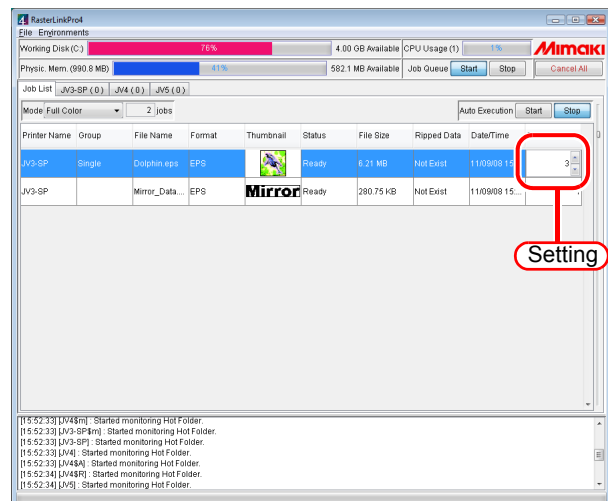 RasterLinkPro4
File Environments
Working Disk (C:) 76% 4.00 GB Available CPU Usage (1) 1% Mimaki
Physic. Mem. (990.8 MB) 41% 582.1 MB Available Job Queue Start Stop Cancel All
Job List JV3-SP ( 0 ) JV4 ( 0 ) JV5 ( 0 )
Mode Full Color 2 jobs Auto Execution Start Stop
Printer Name Group File Name Format Thumbnail Status File Size Ripped Data Date/Time
JV3-SP Single Dolphin.eps EPS Ready 6.21 MB Not Exist 11/09/08 15:... 3
JV3-SP Mirror_Data.... EPS Mirror Ready 280.75 KB Not Exist 11/09/08 15:...
Setting
[15:52:33] [JV4$m] : Started monitoring Hot Folder.
[15:52:33] [JV3-SP$m] : Started monitoring Hot Folder.
[15:52:33] [JV3-SP] : Started monitoring Hot Folder.
[15:52:33] [JV4] : Started monitoring Hot Folder.
[15:52:33] [JV4$A] : Started monitoring Hot Folder.
[15:52:34] [JV4$R] : Started monitoring Hot Folder.
[15:52:34] [JV5] : Started monitoring Hot Folder.